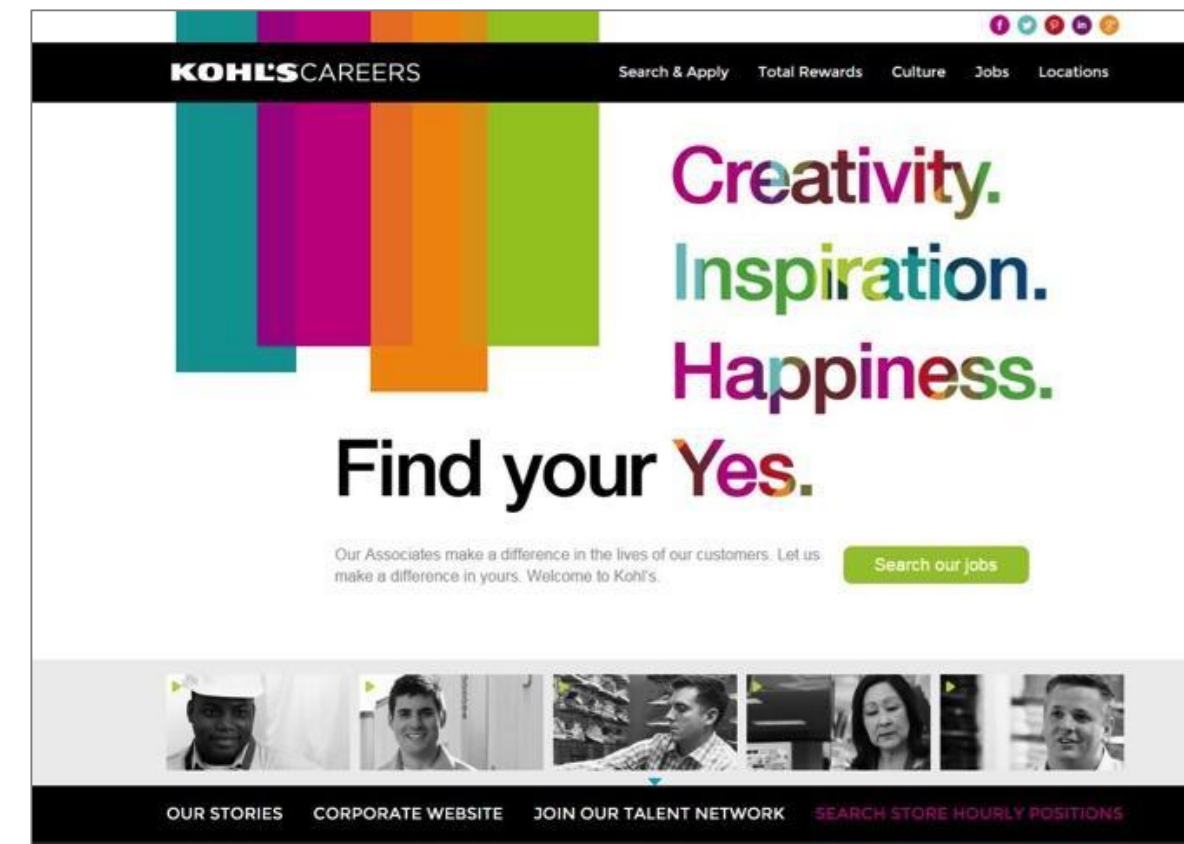 KOHL'S CAREERS
Search & Apply Total Rewards Culture Jobs Locations
Creativity.
Inspiration.
Happiness.
Find your Yes.
Our Associates make a difference in the lives of our customers. Let us
make a difference in yours. Welcome to Kohl's.
Search our jobs
OUR STORIES CORPORATE WEBSITE JOIN OUR TALENT NETWORK SEARCH STORE HOURLY POSITIONS